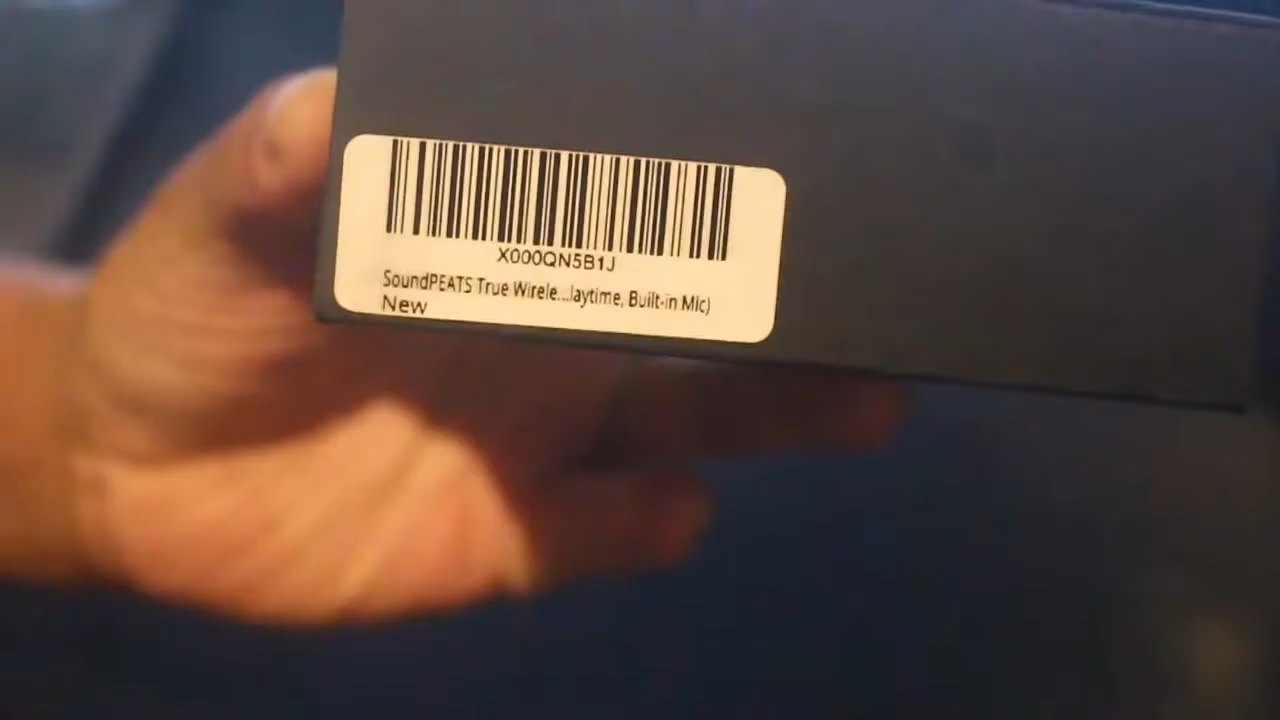 X000QN5B1J
SoundPEATS True Wirele...laytime, Built-in Mic)
New